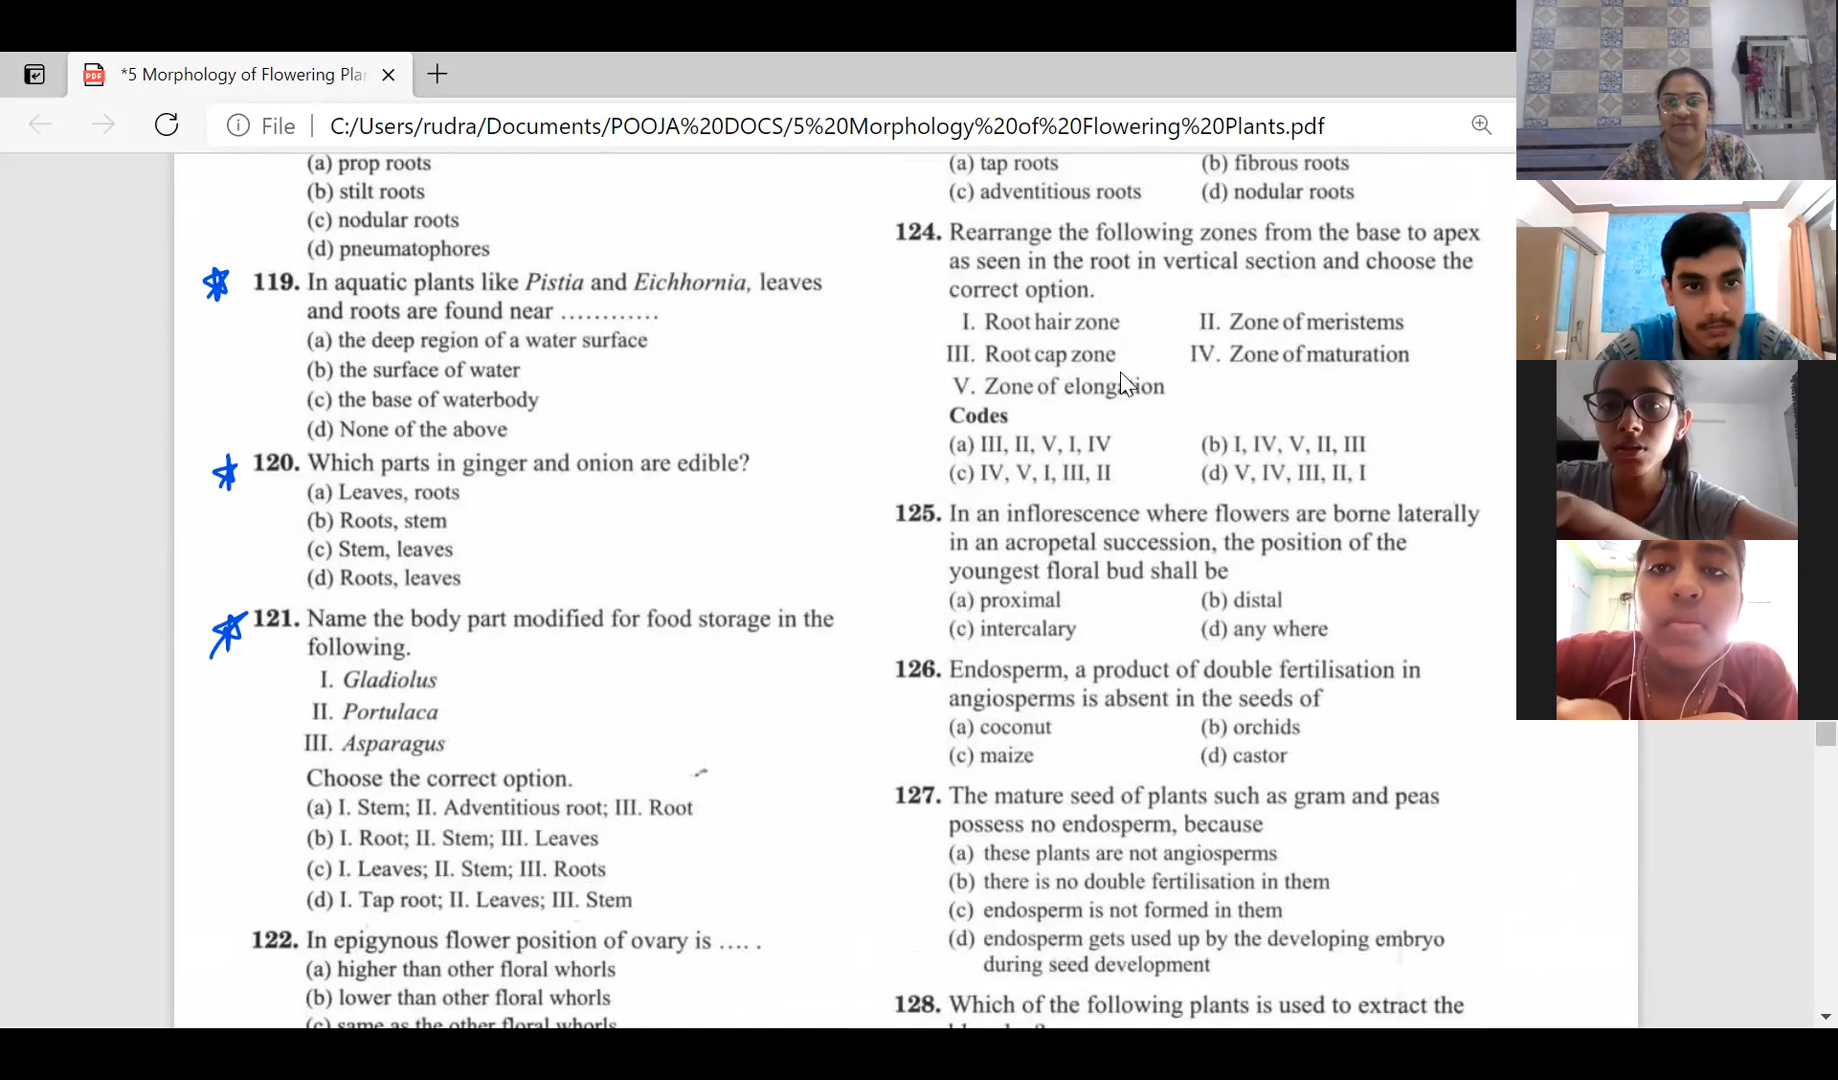 *5 Morphology of Flowering Pla
File
C:/Users/rudra/Documents/POOJA%20DOCS/5%20Morphology%20of%20Flowering%20Plants.pdf
(a) prop roots
(b) stilt roots
(c) nodular roots
(d) pneumatophores
119. In aquatic plants like Pistia and Eichhornia, leaves
and roots are found near ............
(a) the deep region of a water surface
(b) the surface of water
(c) the base of waterbody
(d) None of the above
120. Which parts in ginger and onion are edible?
(a) Leaves, roots
(b) Roots, stem
(c) Stem, leaves
(d) Roots, leaves
121. Name the body part modified for food storage in the
following.
I. Gladiolus
II. Portulaca
III. Asparagus
Choose the correct option.
(a) I. Stem; II. Adventitious root; III. Root
(b) I. Root; II. Stem; III. Leaves
(c) I. Leaves; II. Stem; III. Roots
(d) I. Tap root; II. Leaves; III. Stem
122. In epigynous flower position of ovary is .... .
(a) higher than other floral whorls
(b) lower than other floral whorls
(c) same as the other floral whorls
(a) tap roots (b) fibrous roots
(c) adventitious roots (d) nodular roots
124. Rearrange the following zones from the base to apex
as seen in the root in vertical section and choose the
correct option.
I. Root hair zone II. Zone of meristems
III. Root cap zone IV. Zone of maturation
V. Zone of elongation
Codes
(a) III, II, V, I, IV (b) I, IV, V, II, III
(c) IV, V, I, III, II (d) V, IV, III, II, I
125. In an inflorescence where flowers are borne laterally
in an acropetal succession, the position of the
youngest floral bud shall be
(a) proximal (b) distal
(c) intercalary (d) any where
126. Endosperm, a product of double fertilisation in
angiosperms is absent in the seeds of
(a) coconut (b) orchids
(c) maize (d) castor
127. The mature seed of plants such as gram and peas
possess no endosperm, because
(a) these plants are not angiosperms
(b) there is no double fertilisation in them
(c) endosperm is not formed in them
(d) endosperm gets used up by the developing embryo
during seed development
128. Which of the following plants is used to extract the